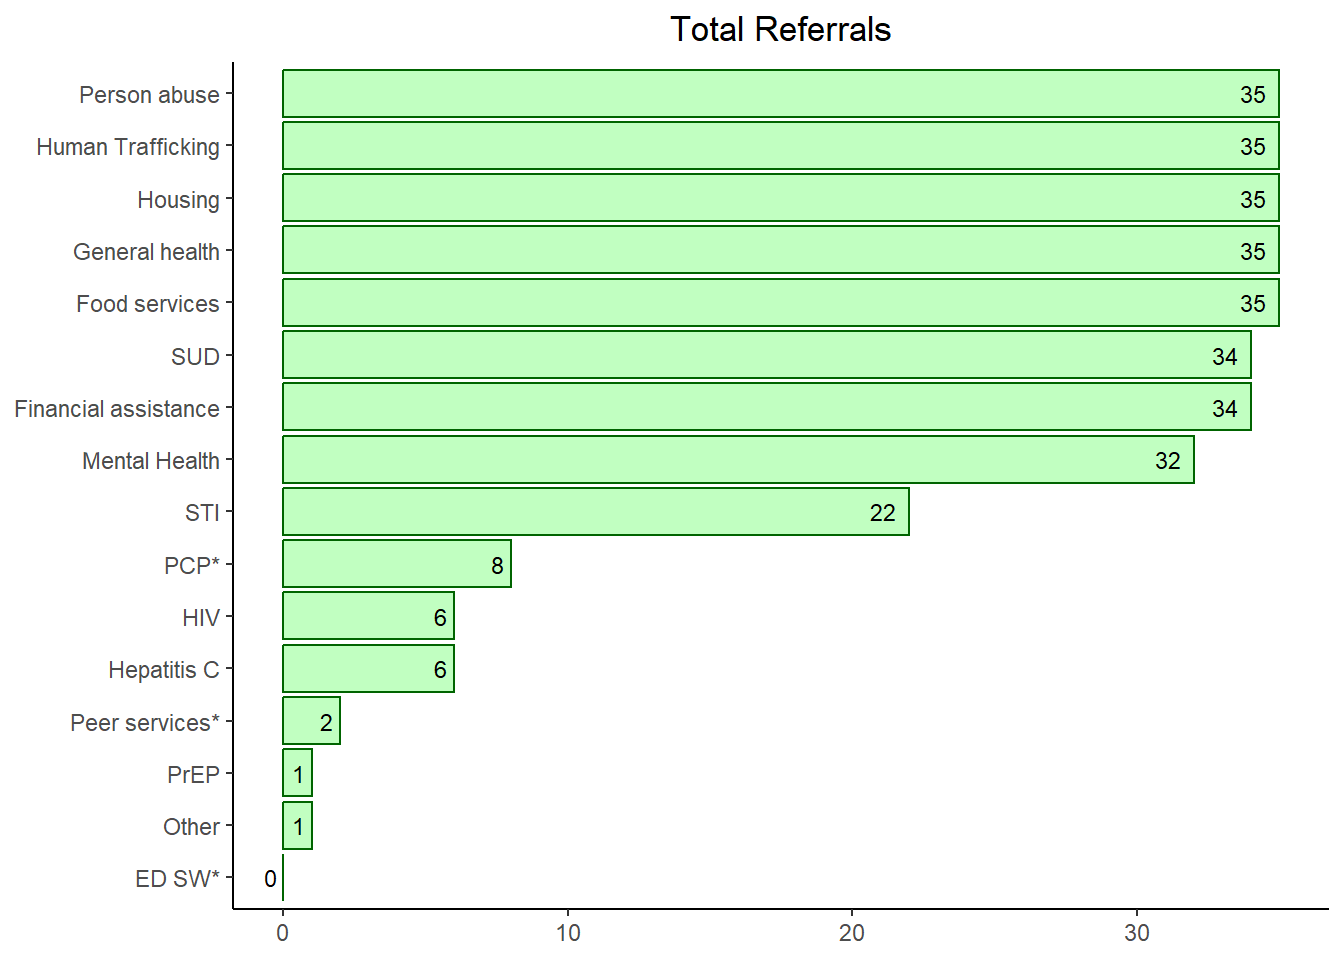 Total Referrals
Person abuse 35
Human Trafficking 35
Housing 35
General health 35
Food services 35
SUD 34
Financial assistance 34
Mental Health 32
STI 22
PCP* 8
HIV 6
Hepatitis C 6
Peer services* 2
PrEP 1
Other 1
ED SW* 0
0 10 20 30